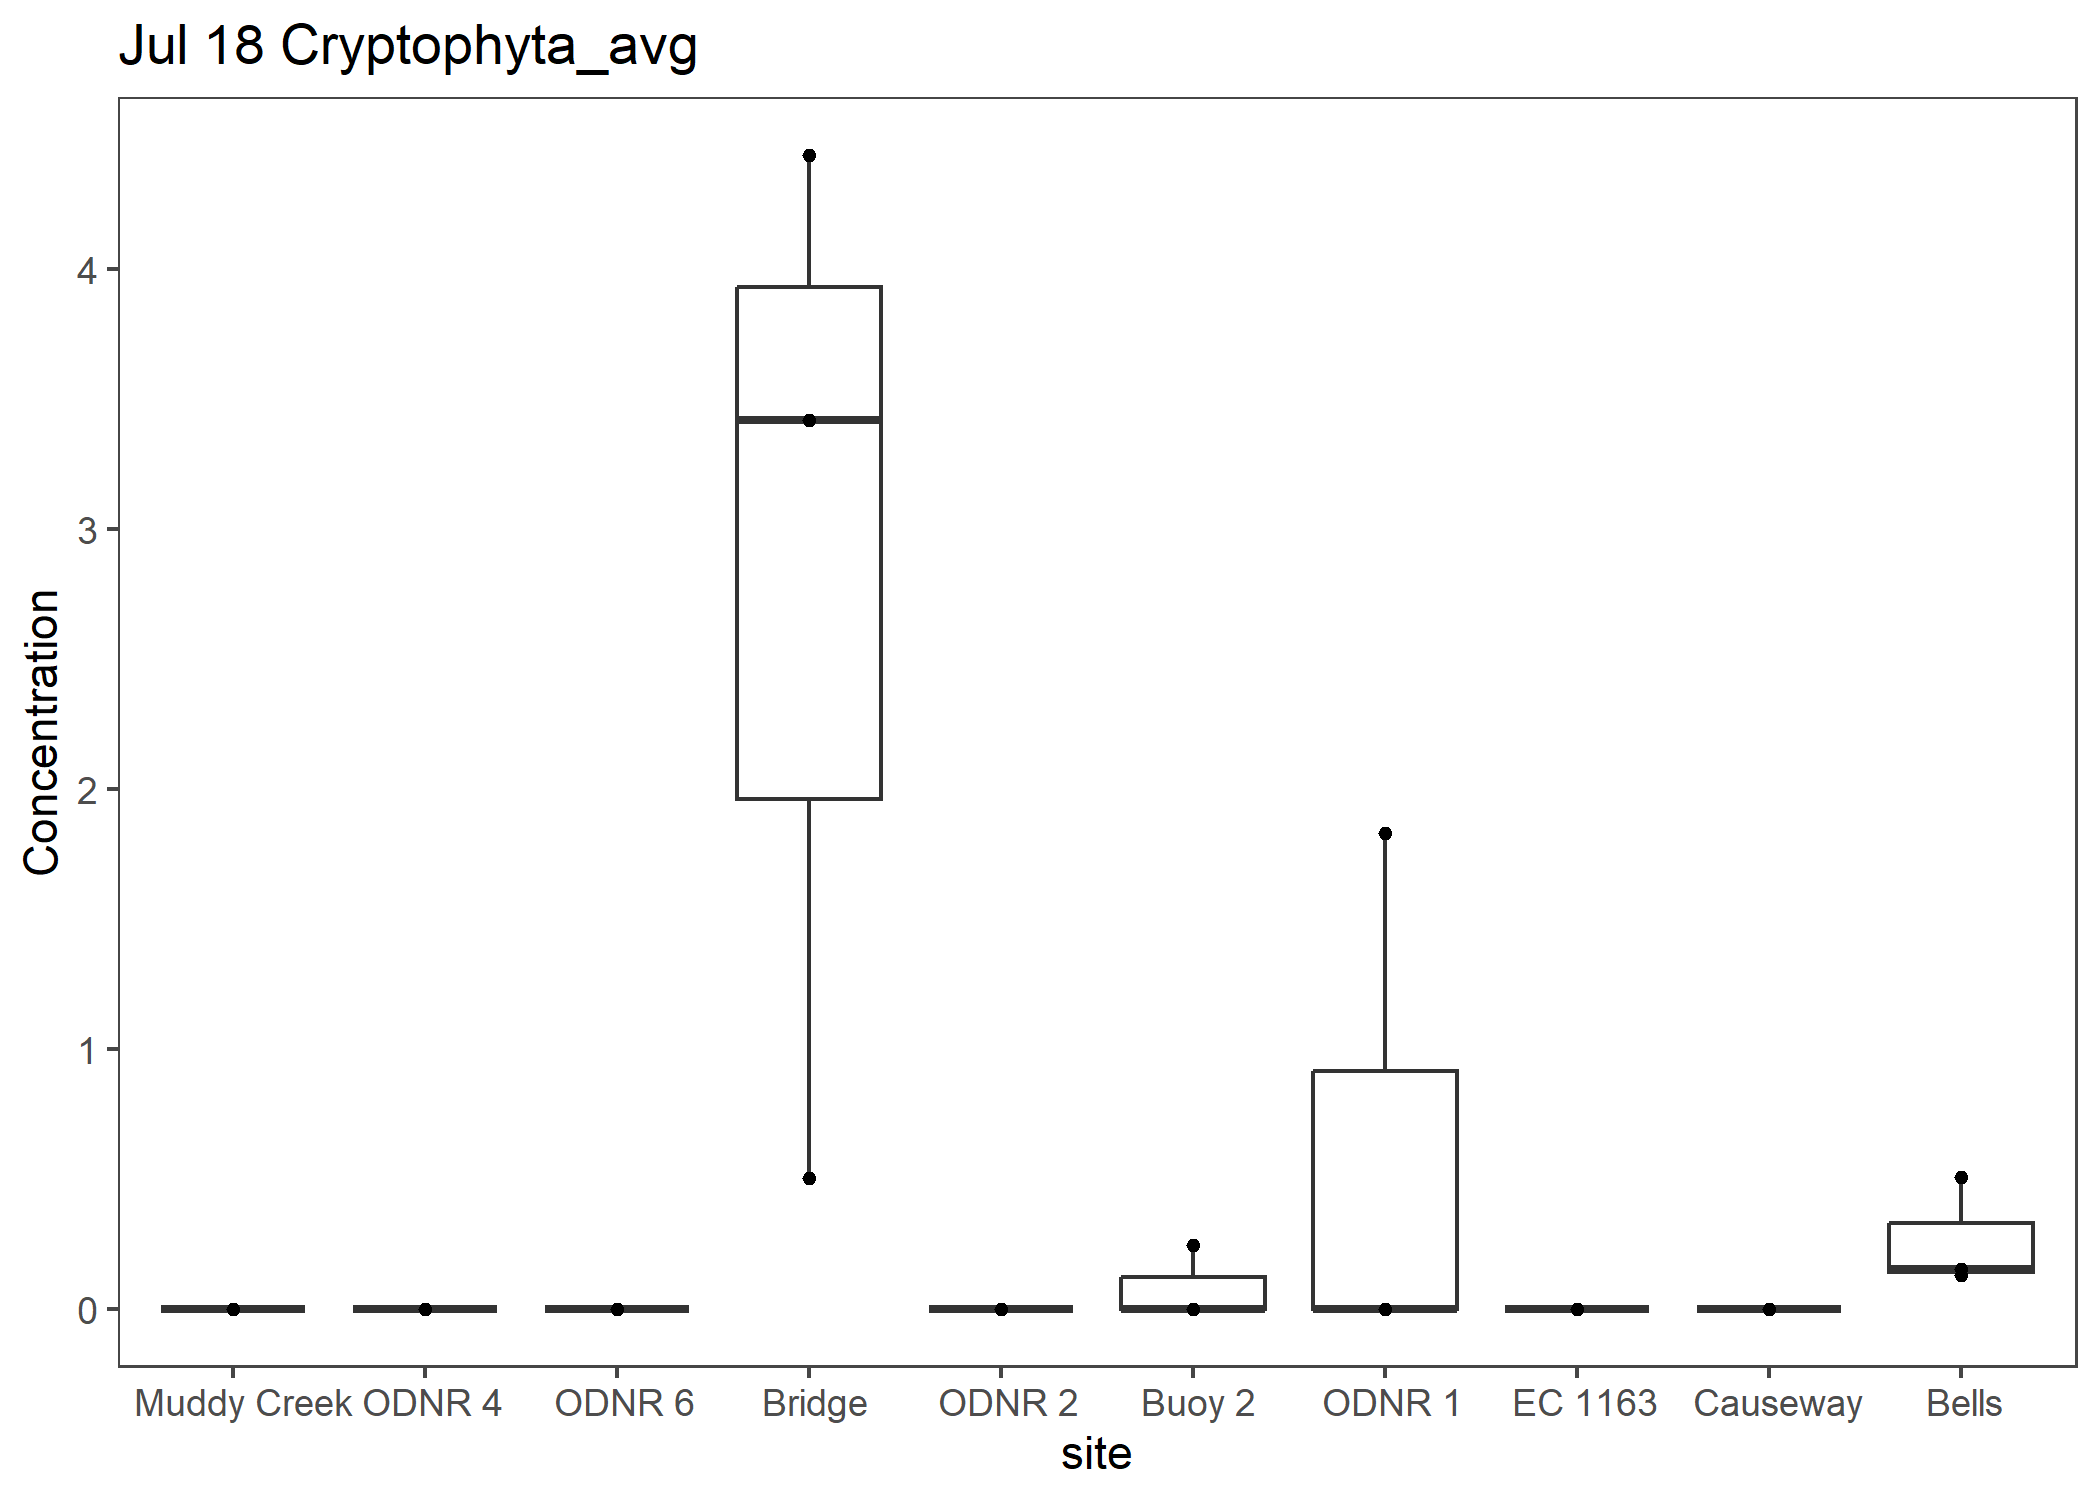 Jul 18 Cryptophyta_avg
Concentration
4
3
2
1
0
Muddy Creek ODNR 4 ODNR 6 Bridge ODNR 2 Buoy 2 ODNR 1 EC 1163 Causeway Bells
site